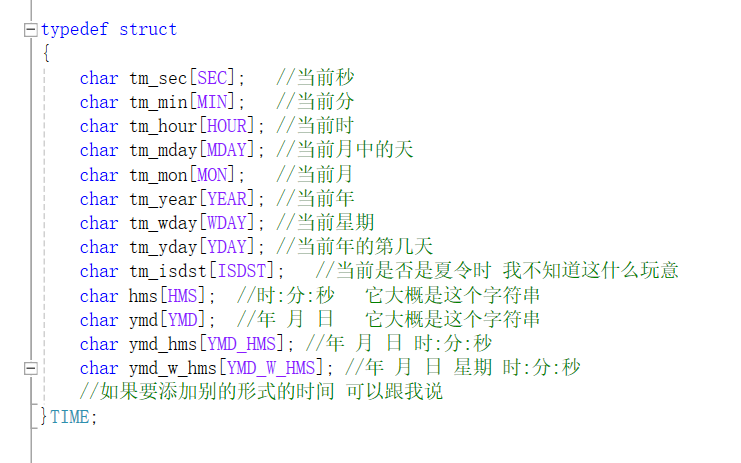 typedef struct
{
char tm_sec[SEC]; //当前秒
char tm_min[MIN]; //当前分
char tm_hour[HOUR]; //当前时
char tm_mday[MDAY]; //当前月中的天
char tm_mon[MON]; //当前月
char tm_year[YEAR]; //当前年
char tm_wday[WDAY]; //当前星期
char tm_yday[YDAY]; //当前年的第几天
char tm_isdst[ISDST]; //当前是否是夏令时 我不知道这什么玩意
char hms[HMS]; //时:分:秒 它大概是这个字符串
char ymd[YMD]; //年 月 日 它大概是这个字符串
char ymd_hms[YMD_HMS]; //年 月 日 时:分:秒
char ymd_w_hms[YMD_W_HMS]; //年 月 日 星期 时:分:秒
//如果要添加别的形式的时间 可以跟我说
}TIME;